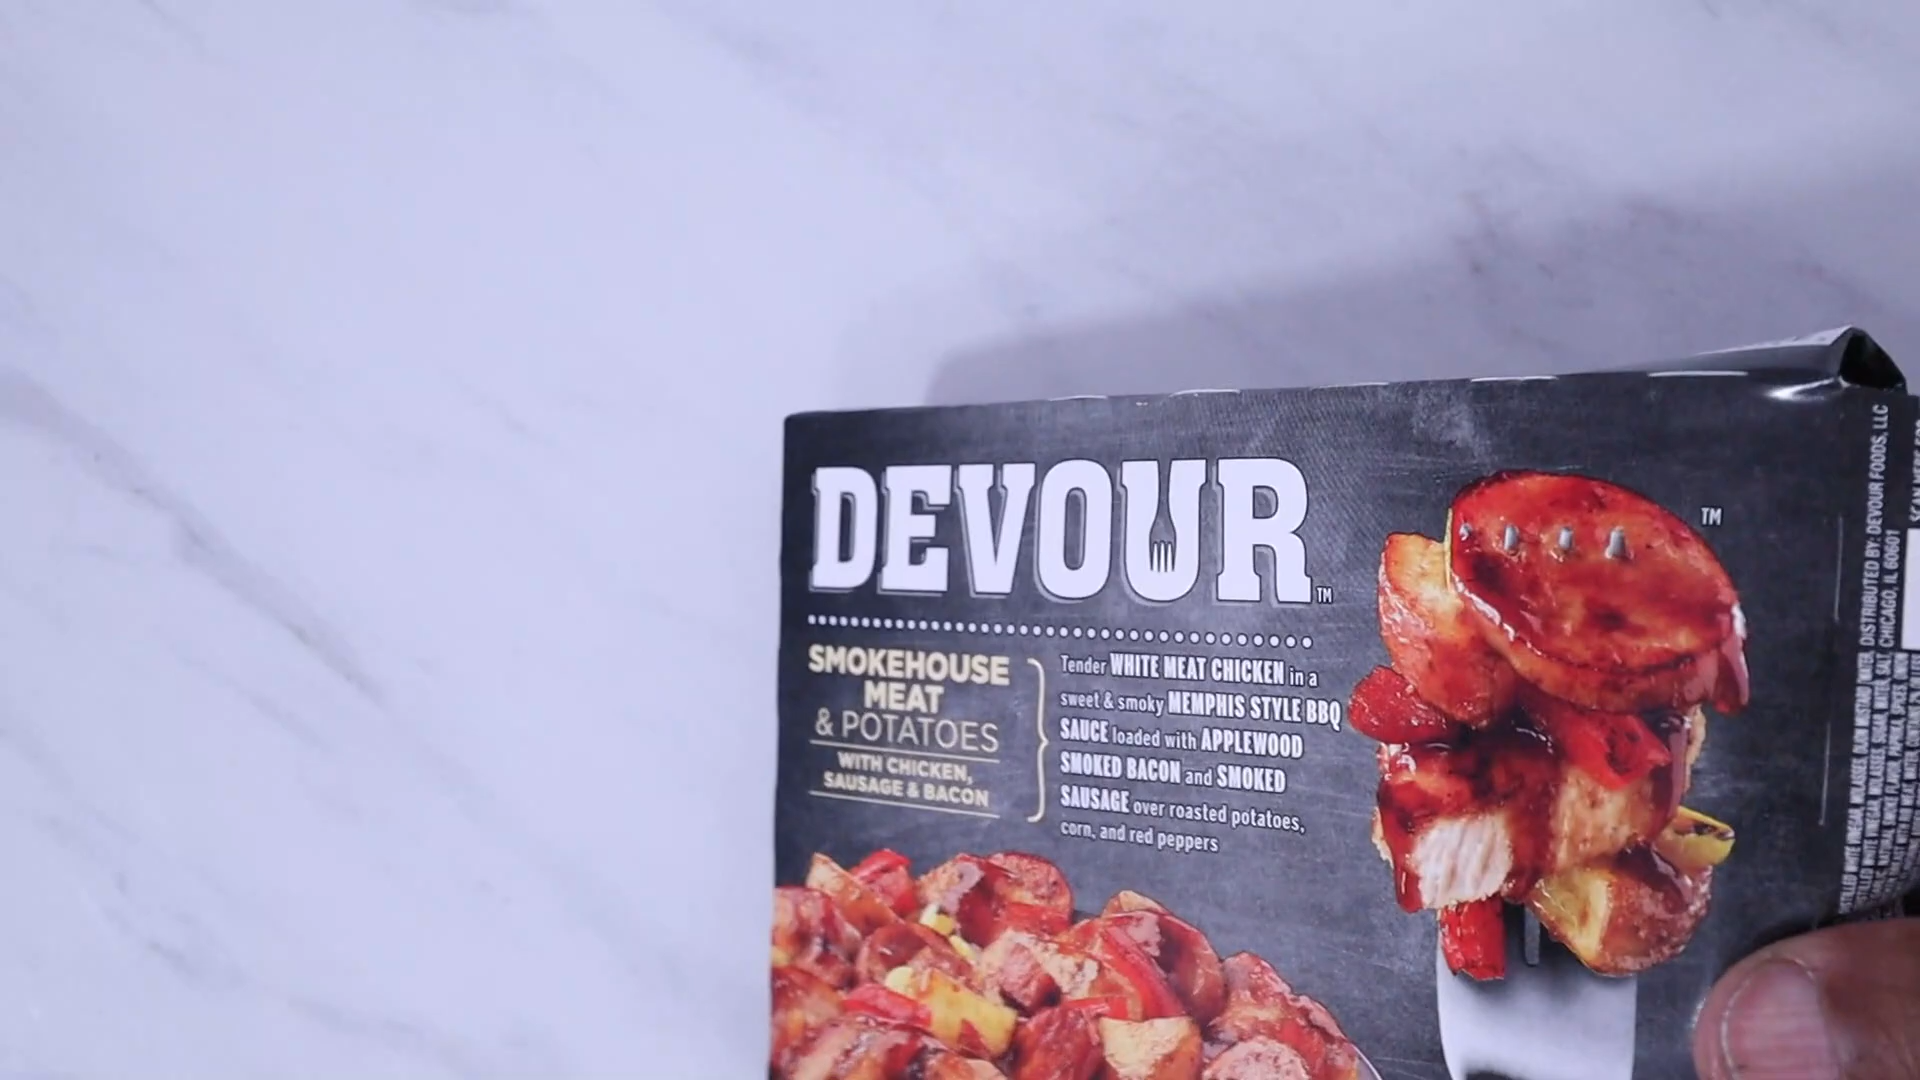 DEVOUR™
SMOKEHOUSE
MEAT
& POTATOES
WITH CHICKEN,
SAUSAGE & BACON
Tender WHITE MEAT CHICKEN in a
sweet & smoky MEMPHIS STYLE BBQ
SAUCE loaded with APPLEWOOD
SMOKED BACON and SMOKED
SAUSAGE over roasted potatoes,
corn, and red peppers
TM
DISTRIBUTED BY: DEVOUR FOODS, LLC
CHICAGO, IL 60601